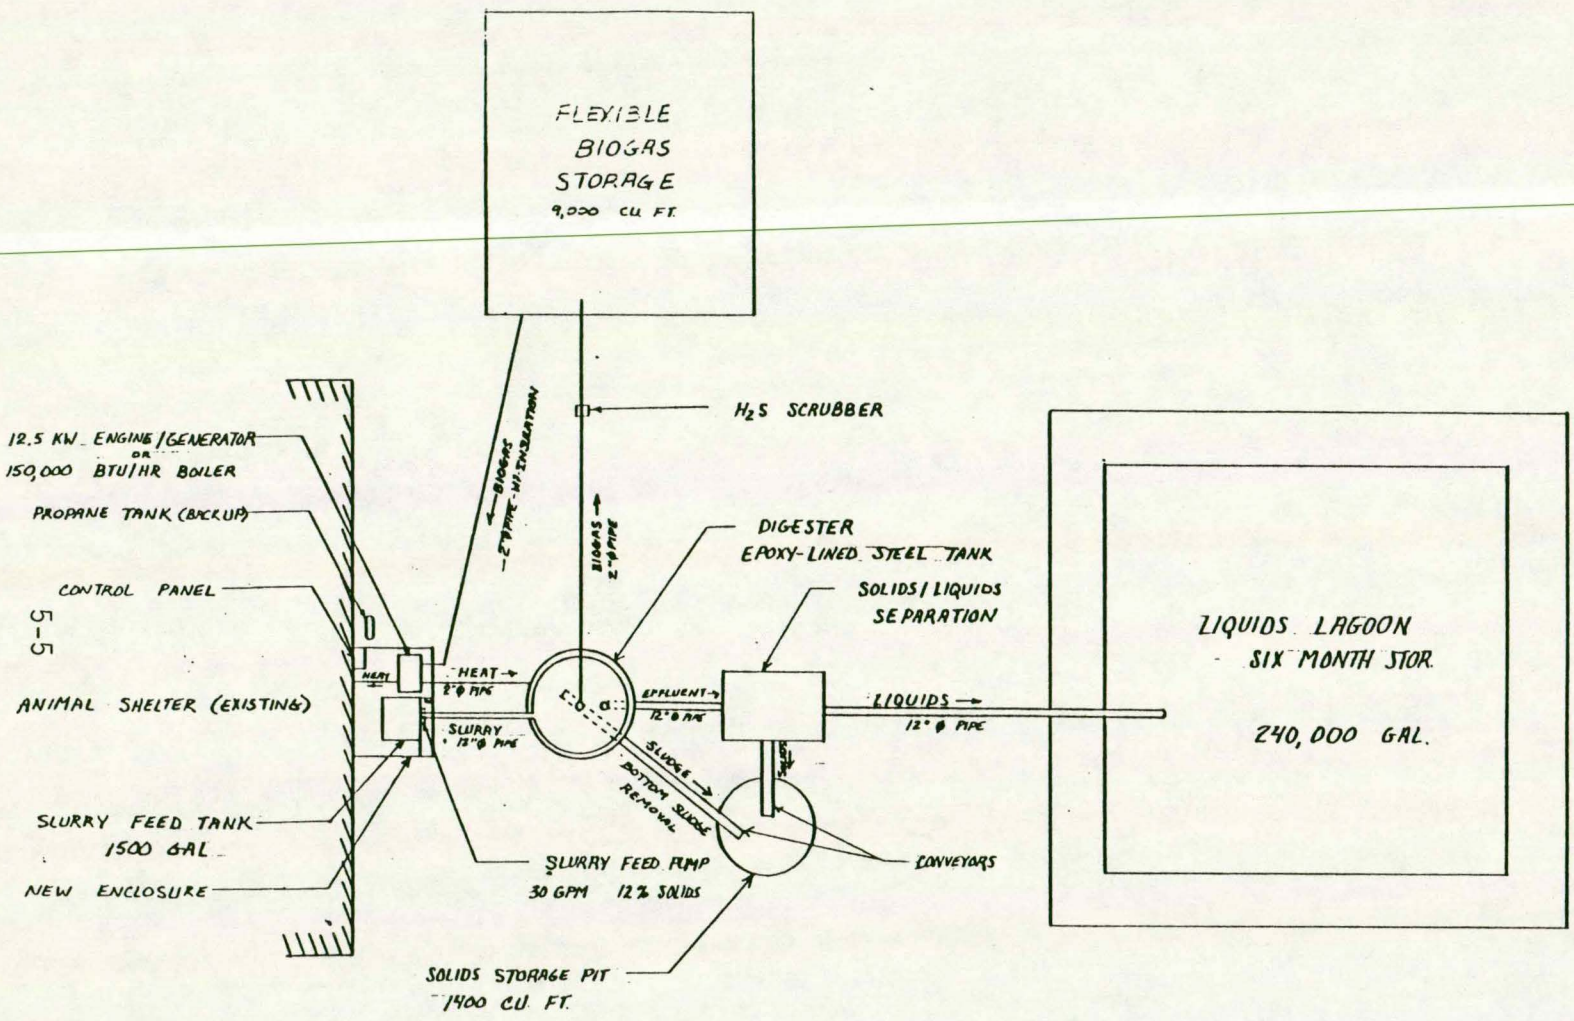 FLEXIBLE
BIOGAS
STORAGE
9,000 CU FT.
H2S SCRUBBER
12.5 KW ENGINE/GENERATOR
OR
150,000 BTU/HR BOILER
PROPANE TANK (BACKUP)
CONTROL PANEL
5-5
ANIMAL SHELTER (EXISTING)
SLURRY FEED TANK
1500 GAL
NEW ENCLOSURE
BIOGAS
2"Ø PIPE
BIOGAS
2"Ø PIPE
DIGESTER
EPOXY-LINED STEEL TANK
SOLIDS/LIQUIDS
SEPARATION
HEAT
HEAT
2"Ø PIPE
SLURRY
12"Ø PIPE
EFFLUENT
12"Ø PIPE
LIQUIDS
12"Ø PIPE
SOLIDS
SLUDGE
BOTTOM SLUDGE
REMOVAL
CONVEYORS
SLURRY FEED PUMP
30 GPM 12% SOLIDS
SOLIDS STORAGE PIT
1400 CU FT.
LIQUIDS LAGOON
SIX MONTH STOR.
240,000 GAL.